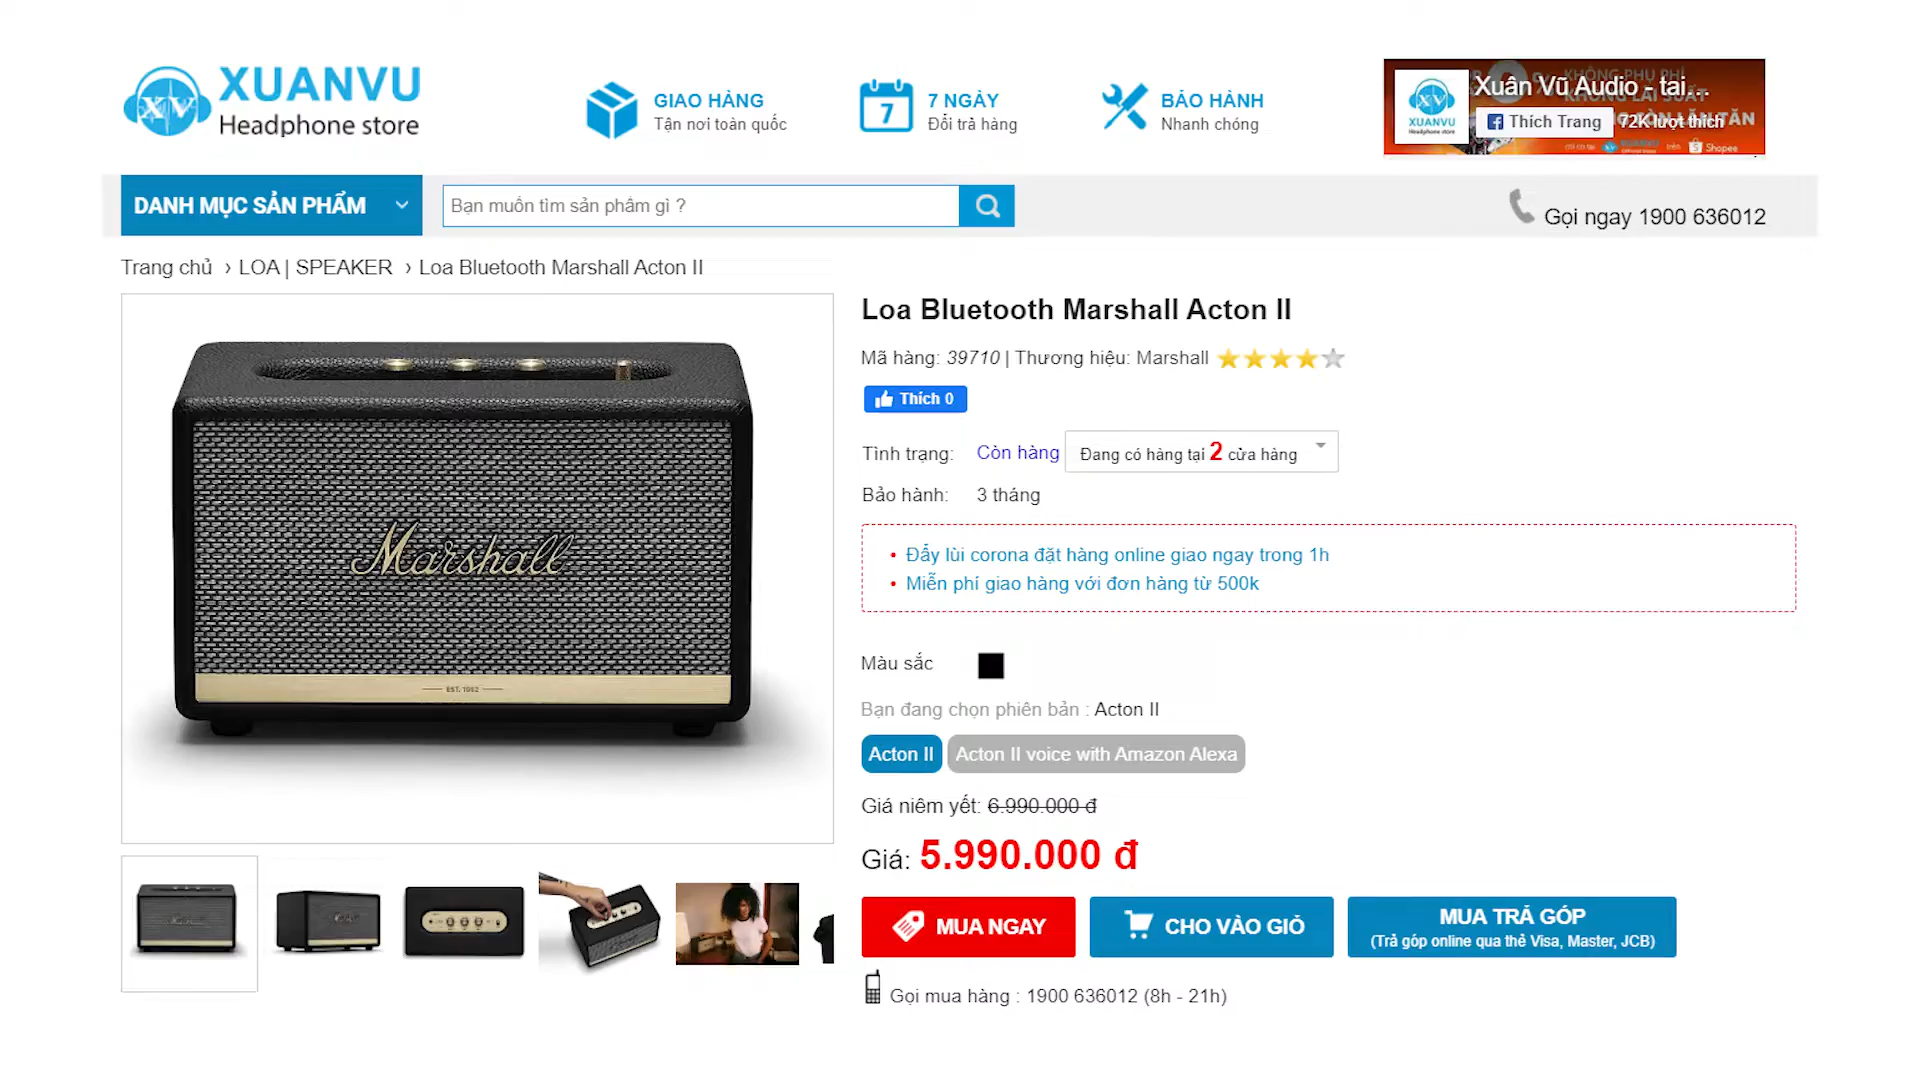 XUANVU
Headphone store
GIAO HÀNG
Tận nơi toàn quốc
7
7 NGÀY
Đổi trả hàng
BẢO HÀNH
Nhanh chóng
Xuân Vũ Audio - tai...
Thích Trang
72K lượt thích
DANH MỤC SẢN PHẨM
Bạn muốn tìm sản phẩm gì ?
Gọi ngay 1900 636012
Trang chủ › LOA | SPEAKER › Loa Bluetooth Marshall Acton II
Marshall
EST. 1962
Loa Bluetooth Marshall Acton II
Mã hàng: 39710 | Thương hiệu: Marshall
Thích 0
Tình trạng: Còn hàng Đang có hàng tại 2 cửa hàng
Bảo hành: 3 tháng
• Đẩy lùi corona đặt hàng online giao ngay trong 1h
• Miễn phí giao hàng với đơn hàng từ 500k
Màu sắc
Bạn đang chọn phiên bản : Acton II
Acton II
Acton II voice with Amazon Alexa
Giá niêm yết: 6.990.000 đ
Giá: 5.990.000 đ
MUA NGAY
CHO VÀO GIỎ
MUA TRẢ GÓP
(Trả góp online qua thẻ Visa, Master, JCB)
Gọi mua hàng : 1900 636012 (8h - 21h)